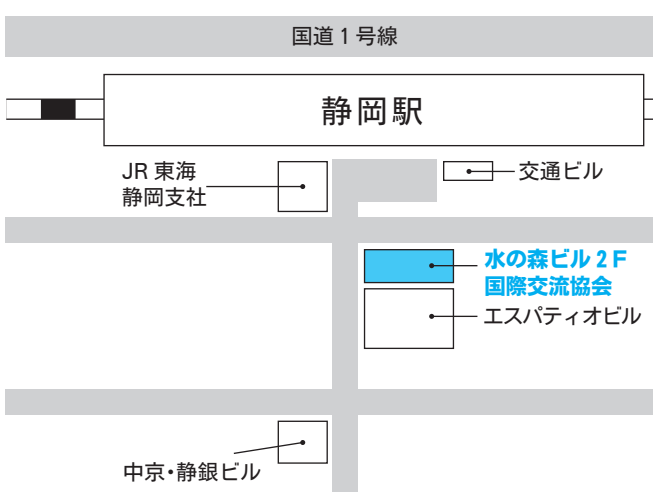 国道1号線
静岡駅
JR 東海
静岡支社
交通ビル
水の森ビル 2 F
国際交流協会
エスパティオビル
中京・静銀ビル